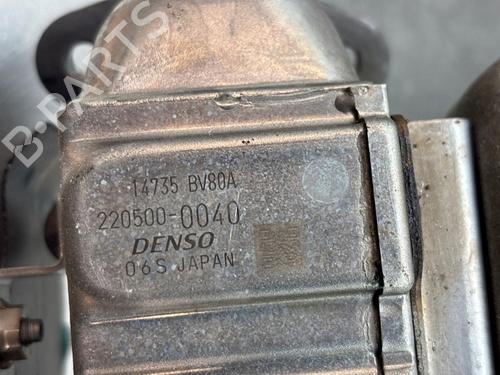 B-PARTS
14735 BV80A
220500-0040
DENSO
06S JAPAN